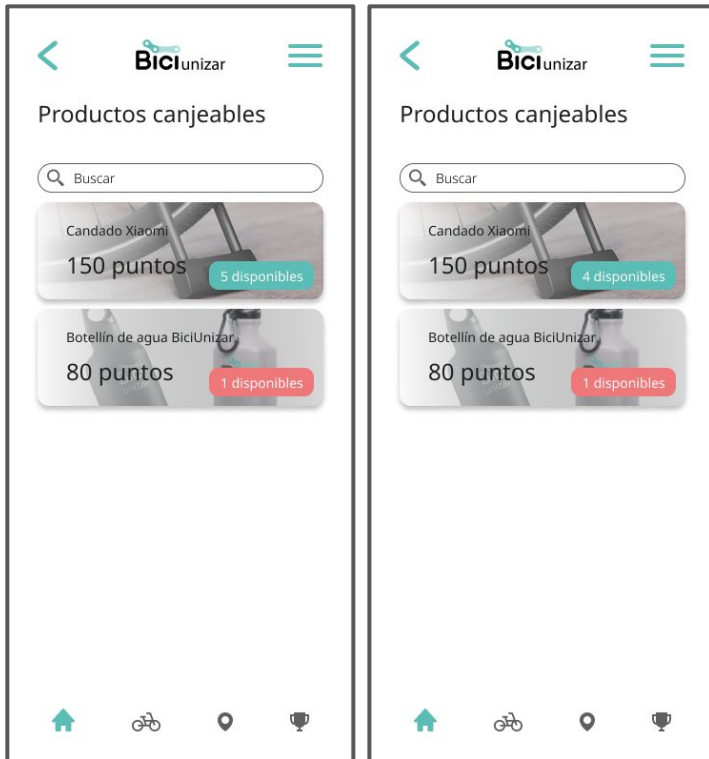 BICIunizar
Productos canjeables
Buscar
Candado Xiaomi
150 puntos
5 disponibles
Botellín de agua BiciUnizar
80 puntos
1 disponibles
BICIunizar
Productos canjeables
Buscar
Candado Xiaomi
150 puntos
4 disponibles
Botellín de agua BiciUnizar
80 puntos
1 disponibles